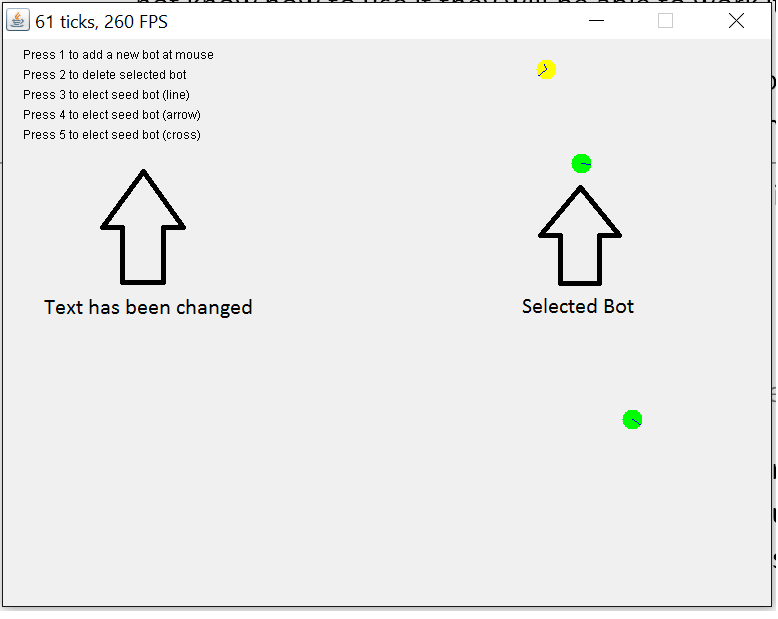 61 ticks, 260 FPS
Press 1 to add a new bot at mouse
Press 2 to delete selected bot
Press 3 to elect seed bot (line)
Press 4 to elect seed bot (arrow)
Press 5 to elect seed bot (cross)
Text has been changed
Selected Bot